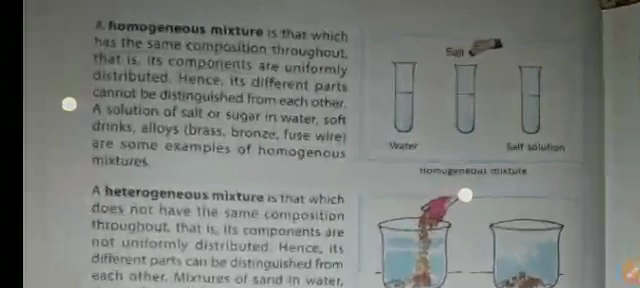 A homogeneous mixture is that which
has the same composition throughout,
that is, its components are uniformly
distributed. Hence, its different parts
cannot be distinguished from each other.
A solution of salt or sugar in water, soft
drinks, alloys (brass, bronze, fuse wire)
are some examples of homogenous
mixtures.
Salt
Water
Salt solution
Homogeneous mixture
A heterogeneous mixture is that which
does not have the same composition
throughout, that is, its components are
not uniformly distributed. Hence, its
different parts can be distinguished from
each other. Mixtures of sand in water,